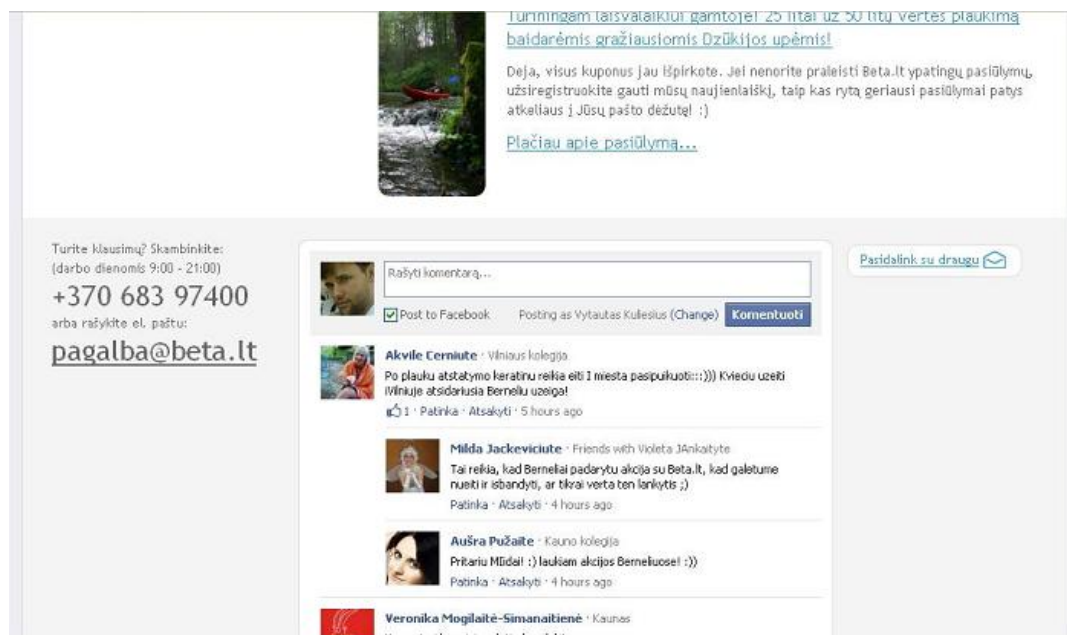 Turiningam laisvalaikiui gamtoje! 25 litai už 50 litų vertės plaukimą
baidarėmis gražiausiomis Dzūkijos upėmis!
Deja, visus kuponus jau išpirkote. Jei nenorite praleisti Beta.lt ypatingų pasiūlymų,
užsiregistruokite gauti mūsų naujienlaiškį, taip kas rytą geriausi pasiūlymai patys
atkeliaus į Jūsų pašto dėžutę! :)
Plačiau apie pasiūlymą...
Turite klausimų? Skambinkite:
(darbo dienomis 9:00 - 21:00)
+370 683 97400
arba rašykite el. paštu:
pagalba@beta.lt
Rašyti komentarą...
Post to Facebook Posting as Vytautas Kuliesius (Change) Komentuoti
Pasidalink su draugu
Akvile Cerniute · Vilniaus kolegija
Po plauku atstatymo keratinu reikia eiti I miesta pasipuikuoti:::))) Kvieciu uzeiti
iVilniuje atsidariusia Berneliu uzeiga!
1 · Patinka · Atsakyti · 5 hours ago
Milda Jackeviciute · Friends with Violeta JAnkaityte
Tai reikia, kad Berneliai padarytu akcija su Beta.lt, kad galetume
nueiti ir isbandyti, ar tikrai verta ten lankytis ;)
Patinka · Atsakyti · 4 hours ago
Aušra Pužaite · Kauno kolegija
Pritariu Mildai! :) laukiam akcijos Berneliuose! :))
Patinka · Atsakyti · 4 hours ago
Veronika Mogilaitė-Simanaitienė · Kaunas